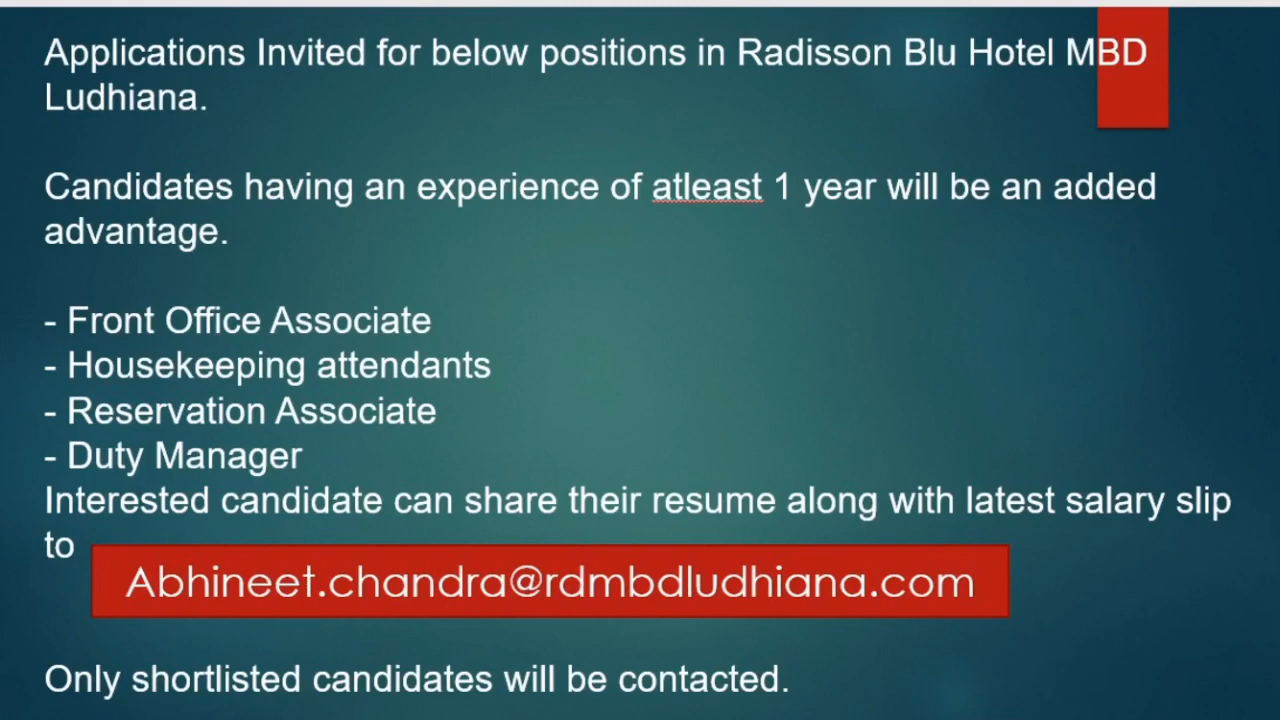 Applications Invited for below positions in Radisson Blu Hotel MBD
Ludhiana.
Candidates having an experience of atleast 1 year will be an added
advantage.
- Front Office Associate
- Housekeeping attendants
- Reservation Associate
- Duty Manager
Interested candidate can share their resume along with latest salary slip
to
Abhineet.chandra@rdmbdludhiana.com
Only shortlisted candidates will be contacted.